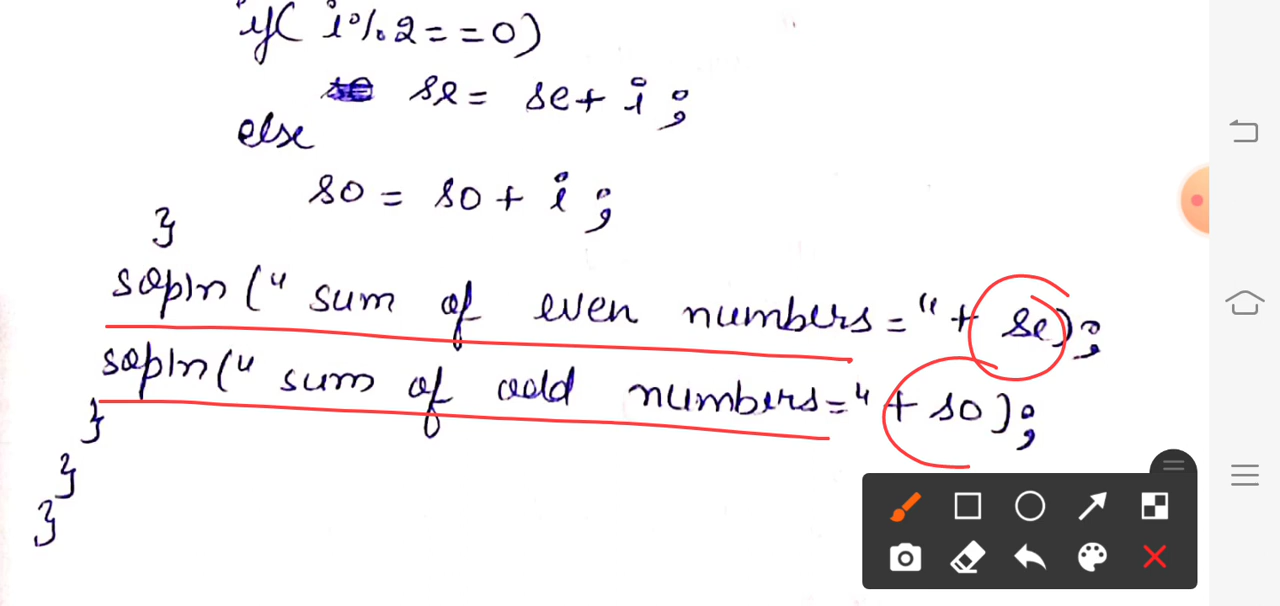 if( i%2==0)
se = se+ i ;
else
so = so + i ;
}
sopln (" sum of even numbers = "+ se);
sopln (" sum of odd numbers = " + so);
}
}
}